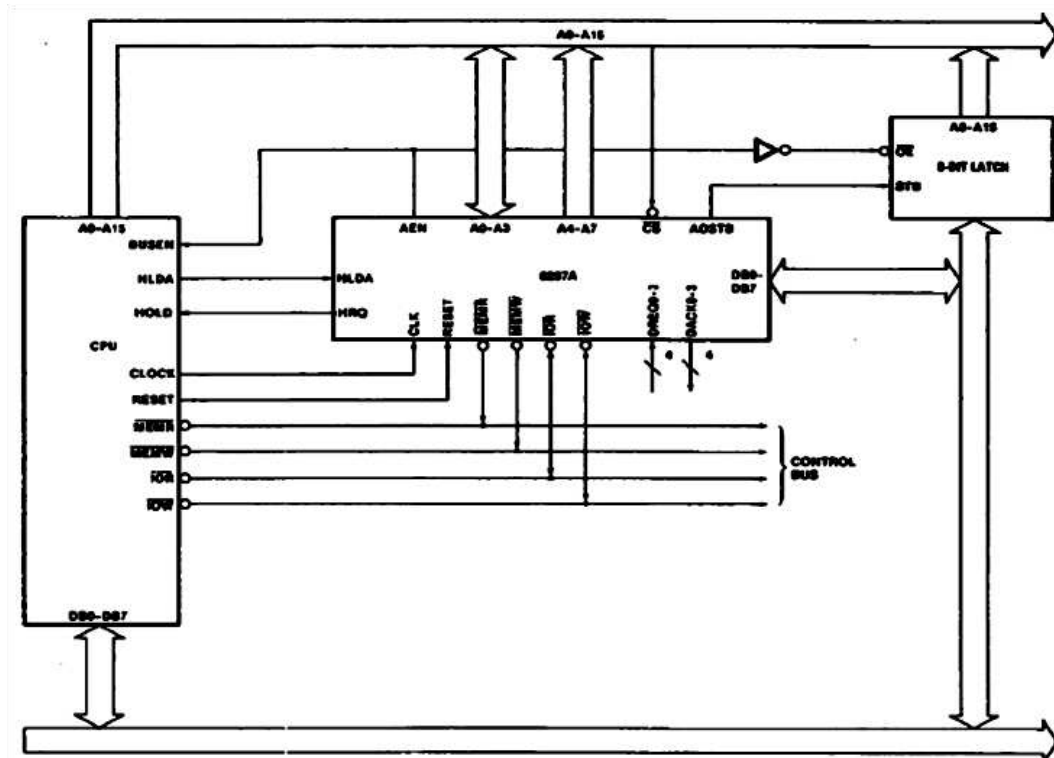 A0-A15
A8-A15
OE
8-BIT LATCH
STB
A0-A15
AEN
A0-A3
A4-A7
CS
ADSTB
BUSEN
HLDA
HLDA
8237A
DB0-
DB7
HOLD
HRQ
CLK
RESET
MEMR
MEMW
IOR
IOW
DREQ0-3
DACK0-3
4
4
CPU
CLOCK
RESET
MEMR
MEMW
IOR
IOW
CONTROL
BUS
DB0-DB7